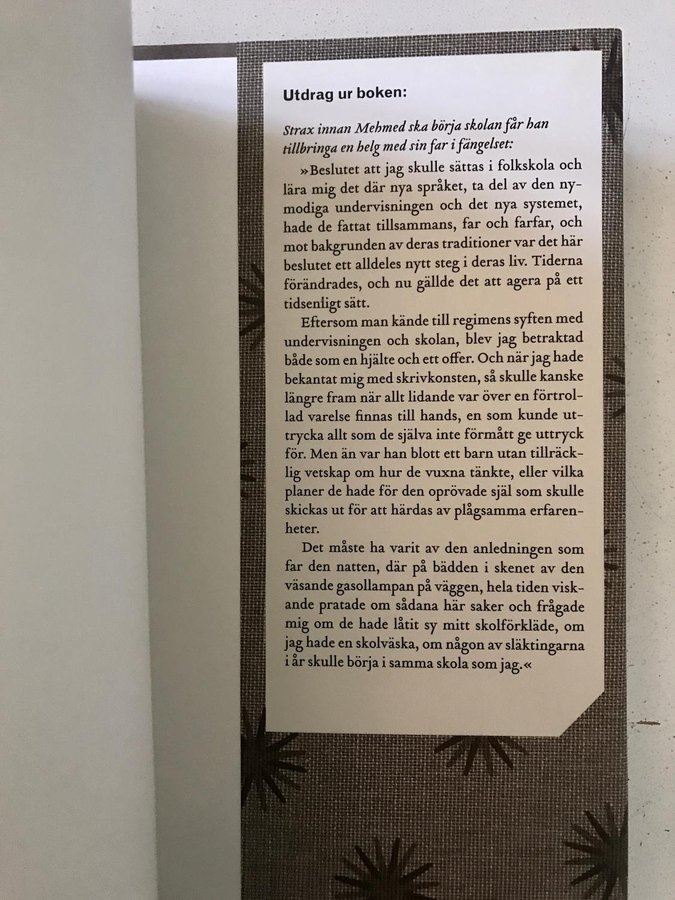 Utdrag ur boken:
Strax innan Mehmed ska börja skolan får han
tillbringa en helg med sin far i fängelset:
»Beslutet att jag skulle sättas i folkskola och
lära mig det där nya språket, ta del av den ny-
modiga undervisningen och det nya systemet,
hade de fattat tillsammans, far och farfar, och
mot bakgrunden av deras traditioner var det här
beslutet ett alldeles nytt steg i deras liv. Tiderna
förändrades, och nu gällde det att agera på ett
tidsenligt sätt.
Eftersom man kände till regimens syften med
undervisningen och skolan, blev jag betraktad
både som en hjälte och ett offer. Och när jag hade
bekantat mig med skrivkonsten, så skulle kanske
längre fram när allt lidande var över en förtrol-
lad varelse finnas till hands, en som kunde ut-
trycka allt som de själva inte förmått ge uttryck
för. Men än var han blott ett barn utan tillräck-
lig vetskap om hur de vuxna tänkte, eller vilka
planer de hade för den oprövade själ som skulle
skickas ut för att härdas av plågsamma erfaren-
heter.
Det måste ha varit av den anledningen som
far den natten, där på bädden i skenet av den
väsande gasollampan på väggen, hela tiden visk-
ande pratade om sådana här saker och frågade
mig om de hade låtit sy mitt skolförkläde, om
jag hade en skolväska, om någon av släktingarna
i år skulle börja i samma skola som jag.«